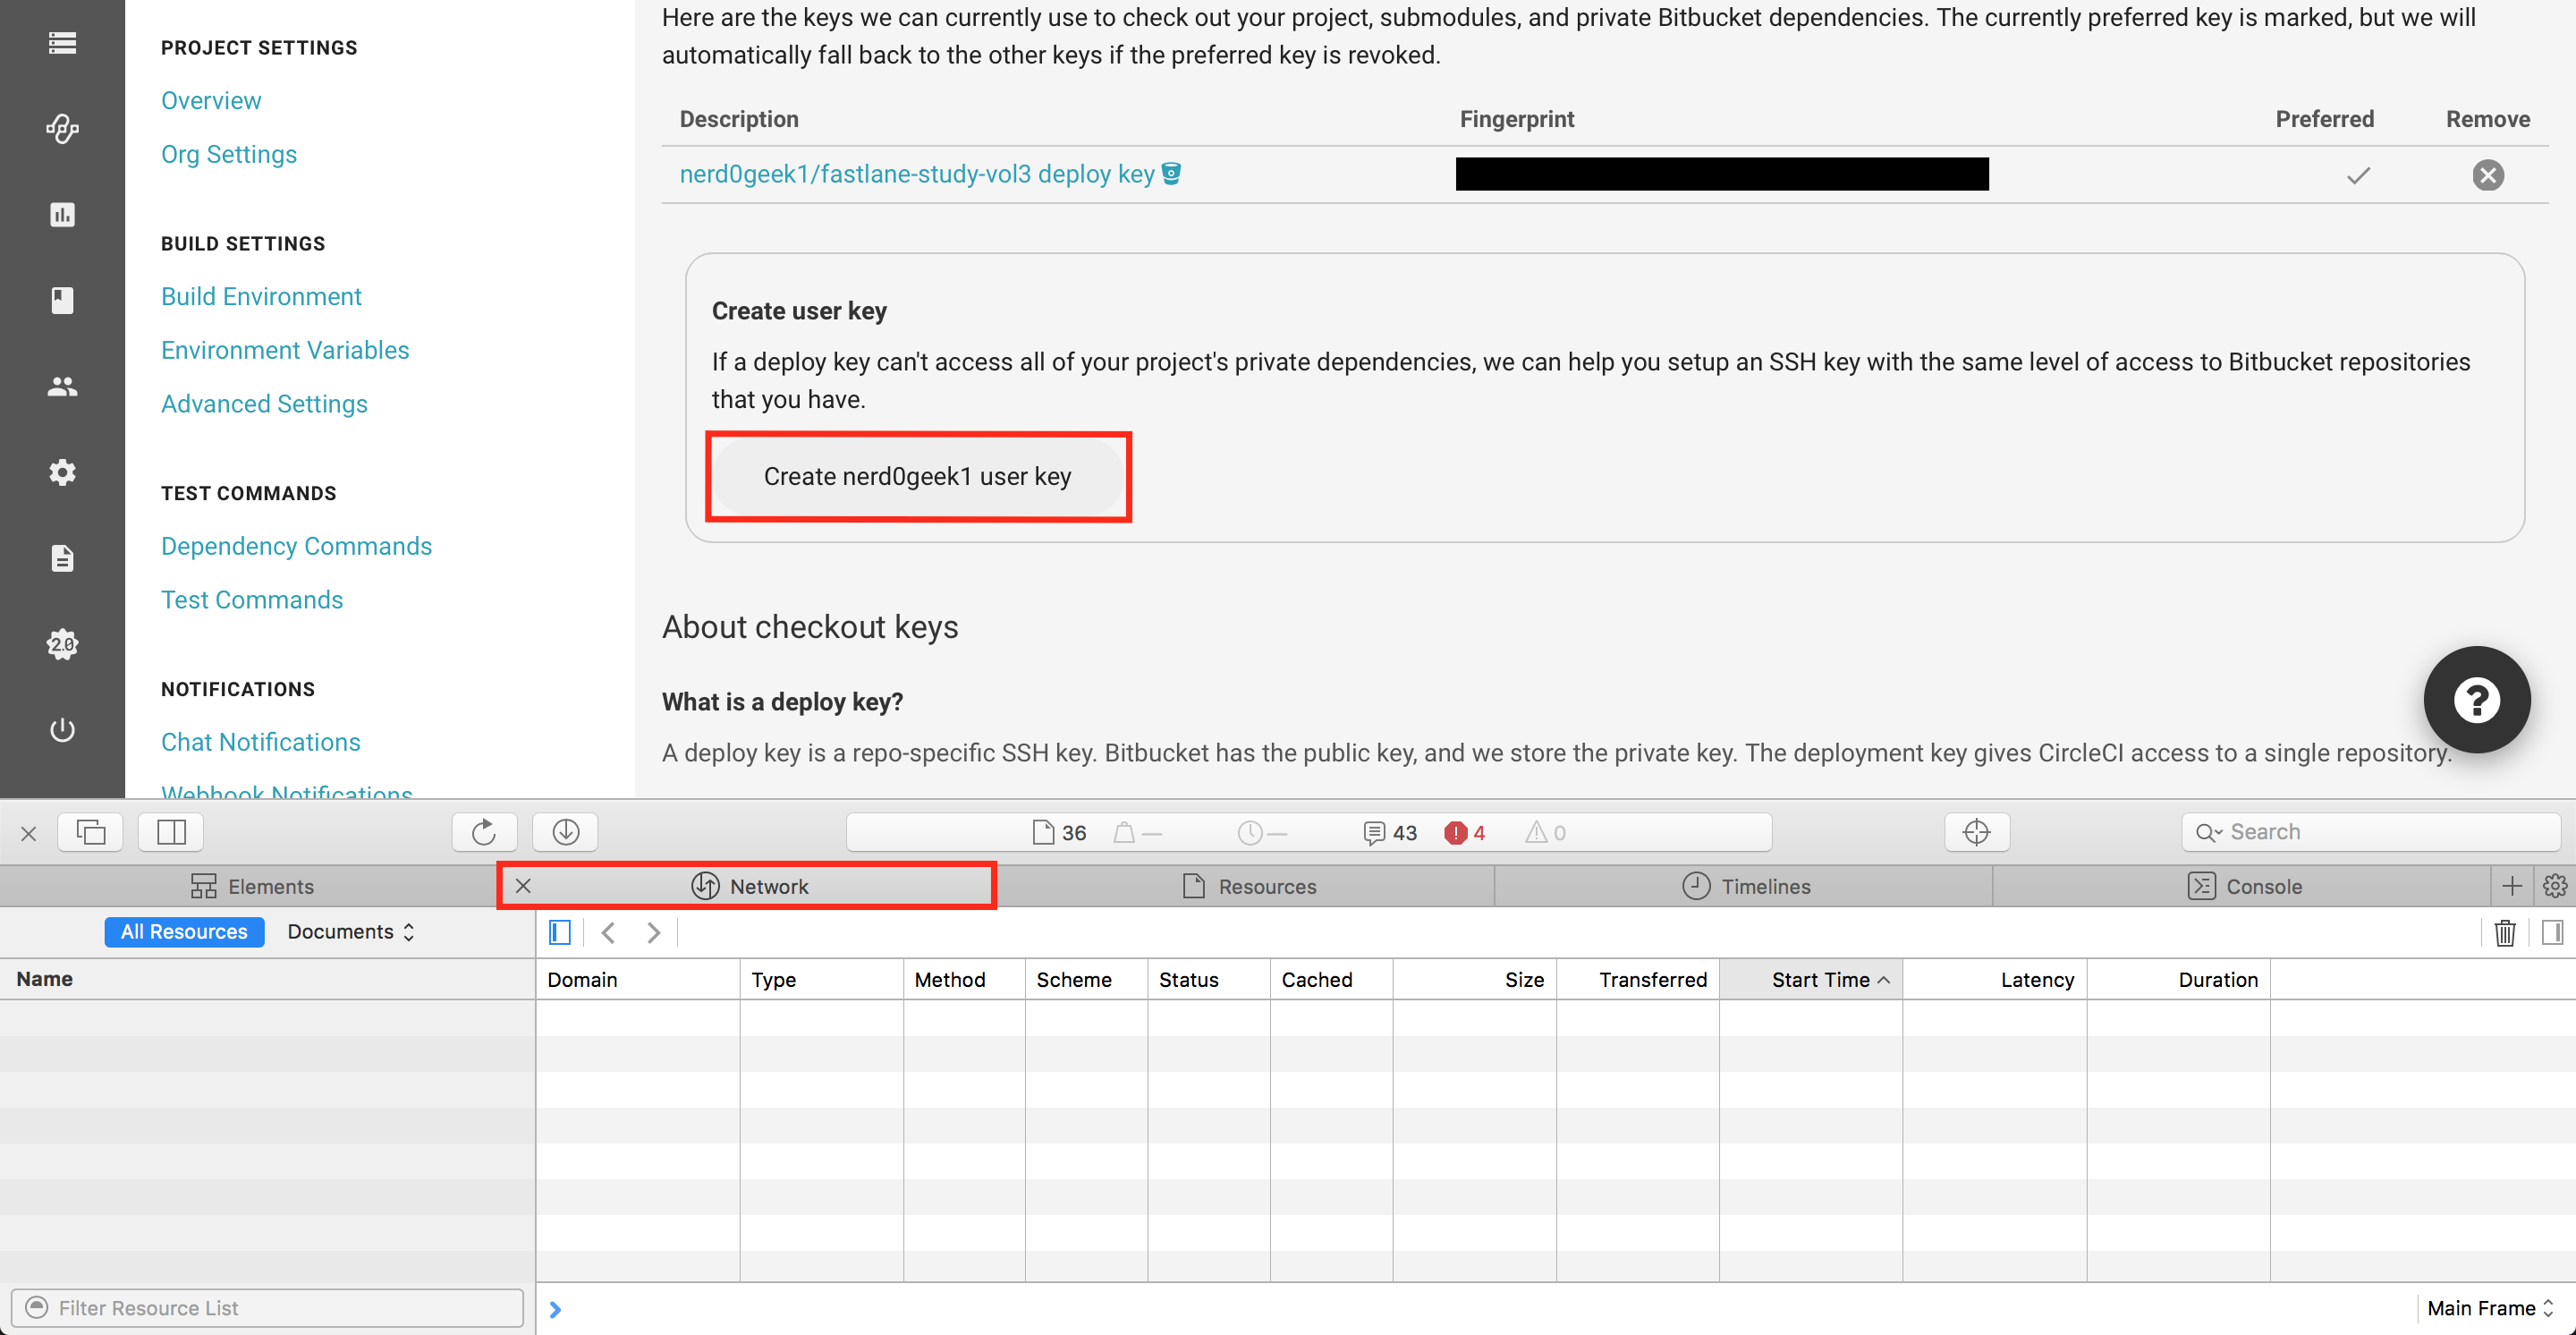 Here are the keys we can currently use to check out your project, submodules, and private Bitbucket dependencies. The currently preferred key is marked, but we will
automatically fall back to the other keys if the preferred key is revoked.
Description Fingerprint Preferred Remove
nerd0geek1/fastlane-study-vol3 deploy key
Create user key
If a deploy key can't access all of your project's private dependencies, we can help you setup an SSH key with the same level of access to Bitbucket repositories
that you have.
Create nerd0geek1 user key
About checkout keys
What is a deploy key?
A deploy key is a repo-specific SSH key. Bitbucket has the public key, and we store the private key. The deployment key gives CircleCI access to a single repository.
PROJECT SETTINGS
Overview
Org Settings
BUILD SETTINGS
Build Environment
Environment Variables
Advanced Settings
TEST COMMANDS
Dependency Commands
Test Commands
2.0
NOTIFICATIONS
Chat Notifications
Webhook Notifications
36 — — 43 4 0
Search
Elements Network Resources Timelines Console
All Resources Documents
Name Domain Type Method Scheme Status Cached Size Transferred Start Time Latency Duration
Filter Resource List
Main Frame